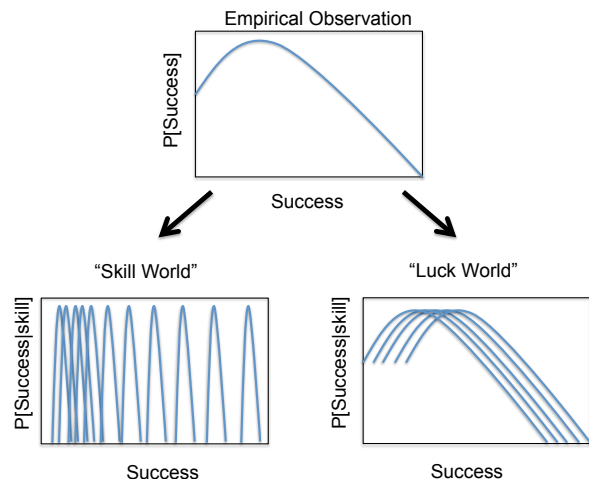 Empirical Observation
P[Success]
Success
“Skill World”
“Luck World”
P[Success|skill]
Success
P[Success|skill]
Success